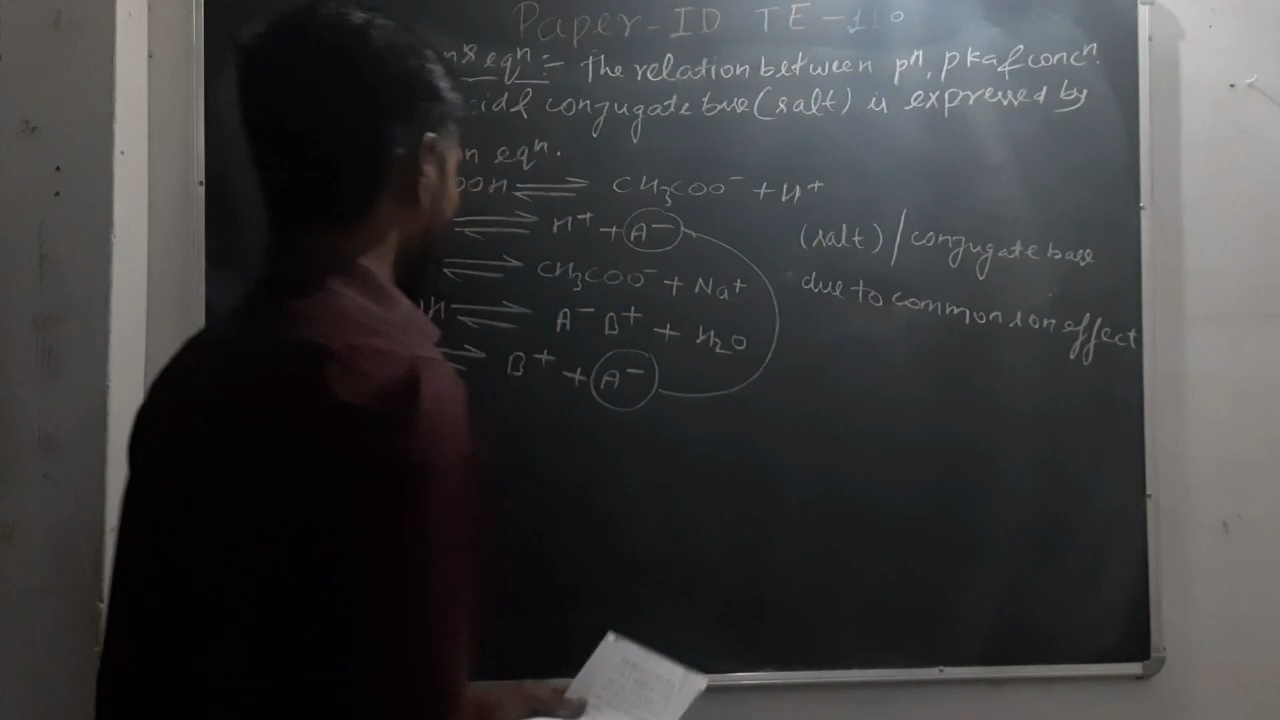 Paper-ID TE-110
eqⁿ:- The relation between pH, pka & concⁿ.
conjugate base (salt) is expressed by
eqⁿ.
⇌ CH₃COO⁻ + H⁺
⇌ H⁺ + A⁻
(salt) / conjugate base
⇌ CH₃COO⁻ + Na⁺
due to common ion effect
⇌ A⁻ B⁺ + H₂O
⇌ B⁺ + A⁻